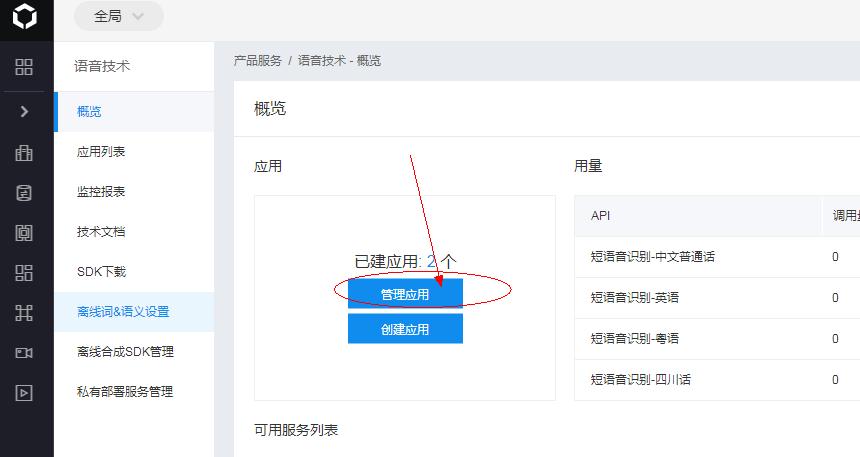 全局
语音技术
概览
应用列表
监控报表
技术文档
SDK下载
离线词&语义设置
离线合成SDK管理
私有部署服务管理
产品服务 / 语音技术 - 概览
概览
应用
已建应用: 2 个
管理应用
创建应用
用量
API 调用
短语音识别-中文普通话 0
短语音识别-英语 0
短语音识别-粤语 0
短语音识别-四川话 0
可用服务列表